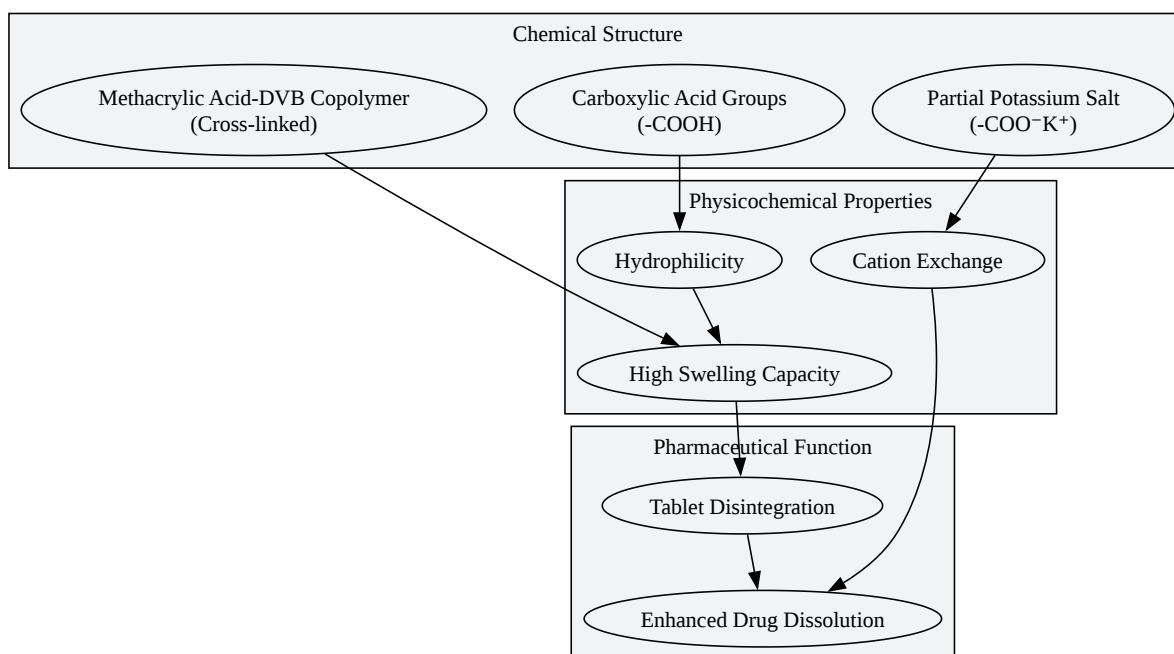 Chemical Structure
Methacrylic Acid-DVB Copolymer
(Cross-linked)
Carboxylic Acid Groups
(-COOH)
Partial Potassium Salt
(-COO⁻K⁺)
Physicochemical Properties
Hydrophilicity
Cation Exchange
High Swelling Capacity
Pharmaceutical Function
Tablet Disintegration
Enhanced Drug Dissolution